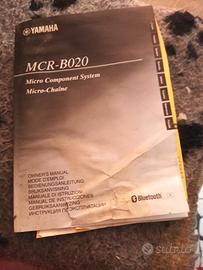 YAMAHA
MCR-B020
Micro Component System
Micro-Chaîne
OWNER'S MANUAL
MODE D'EMPLOI
BEDIENUNGSANLEITUNG
BRUKSANVISNING
MANUALE DI ISTRUZIONI
MANUAL DE INSTRUCCIONES
GEBRUIKSAANWIJZING
ИНСТРУКЦИЯ ПО ЭКСПЛУАТАЦИИ
Bluetooth
subito